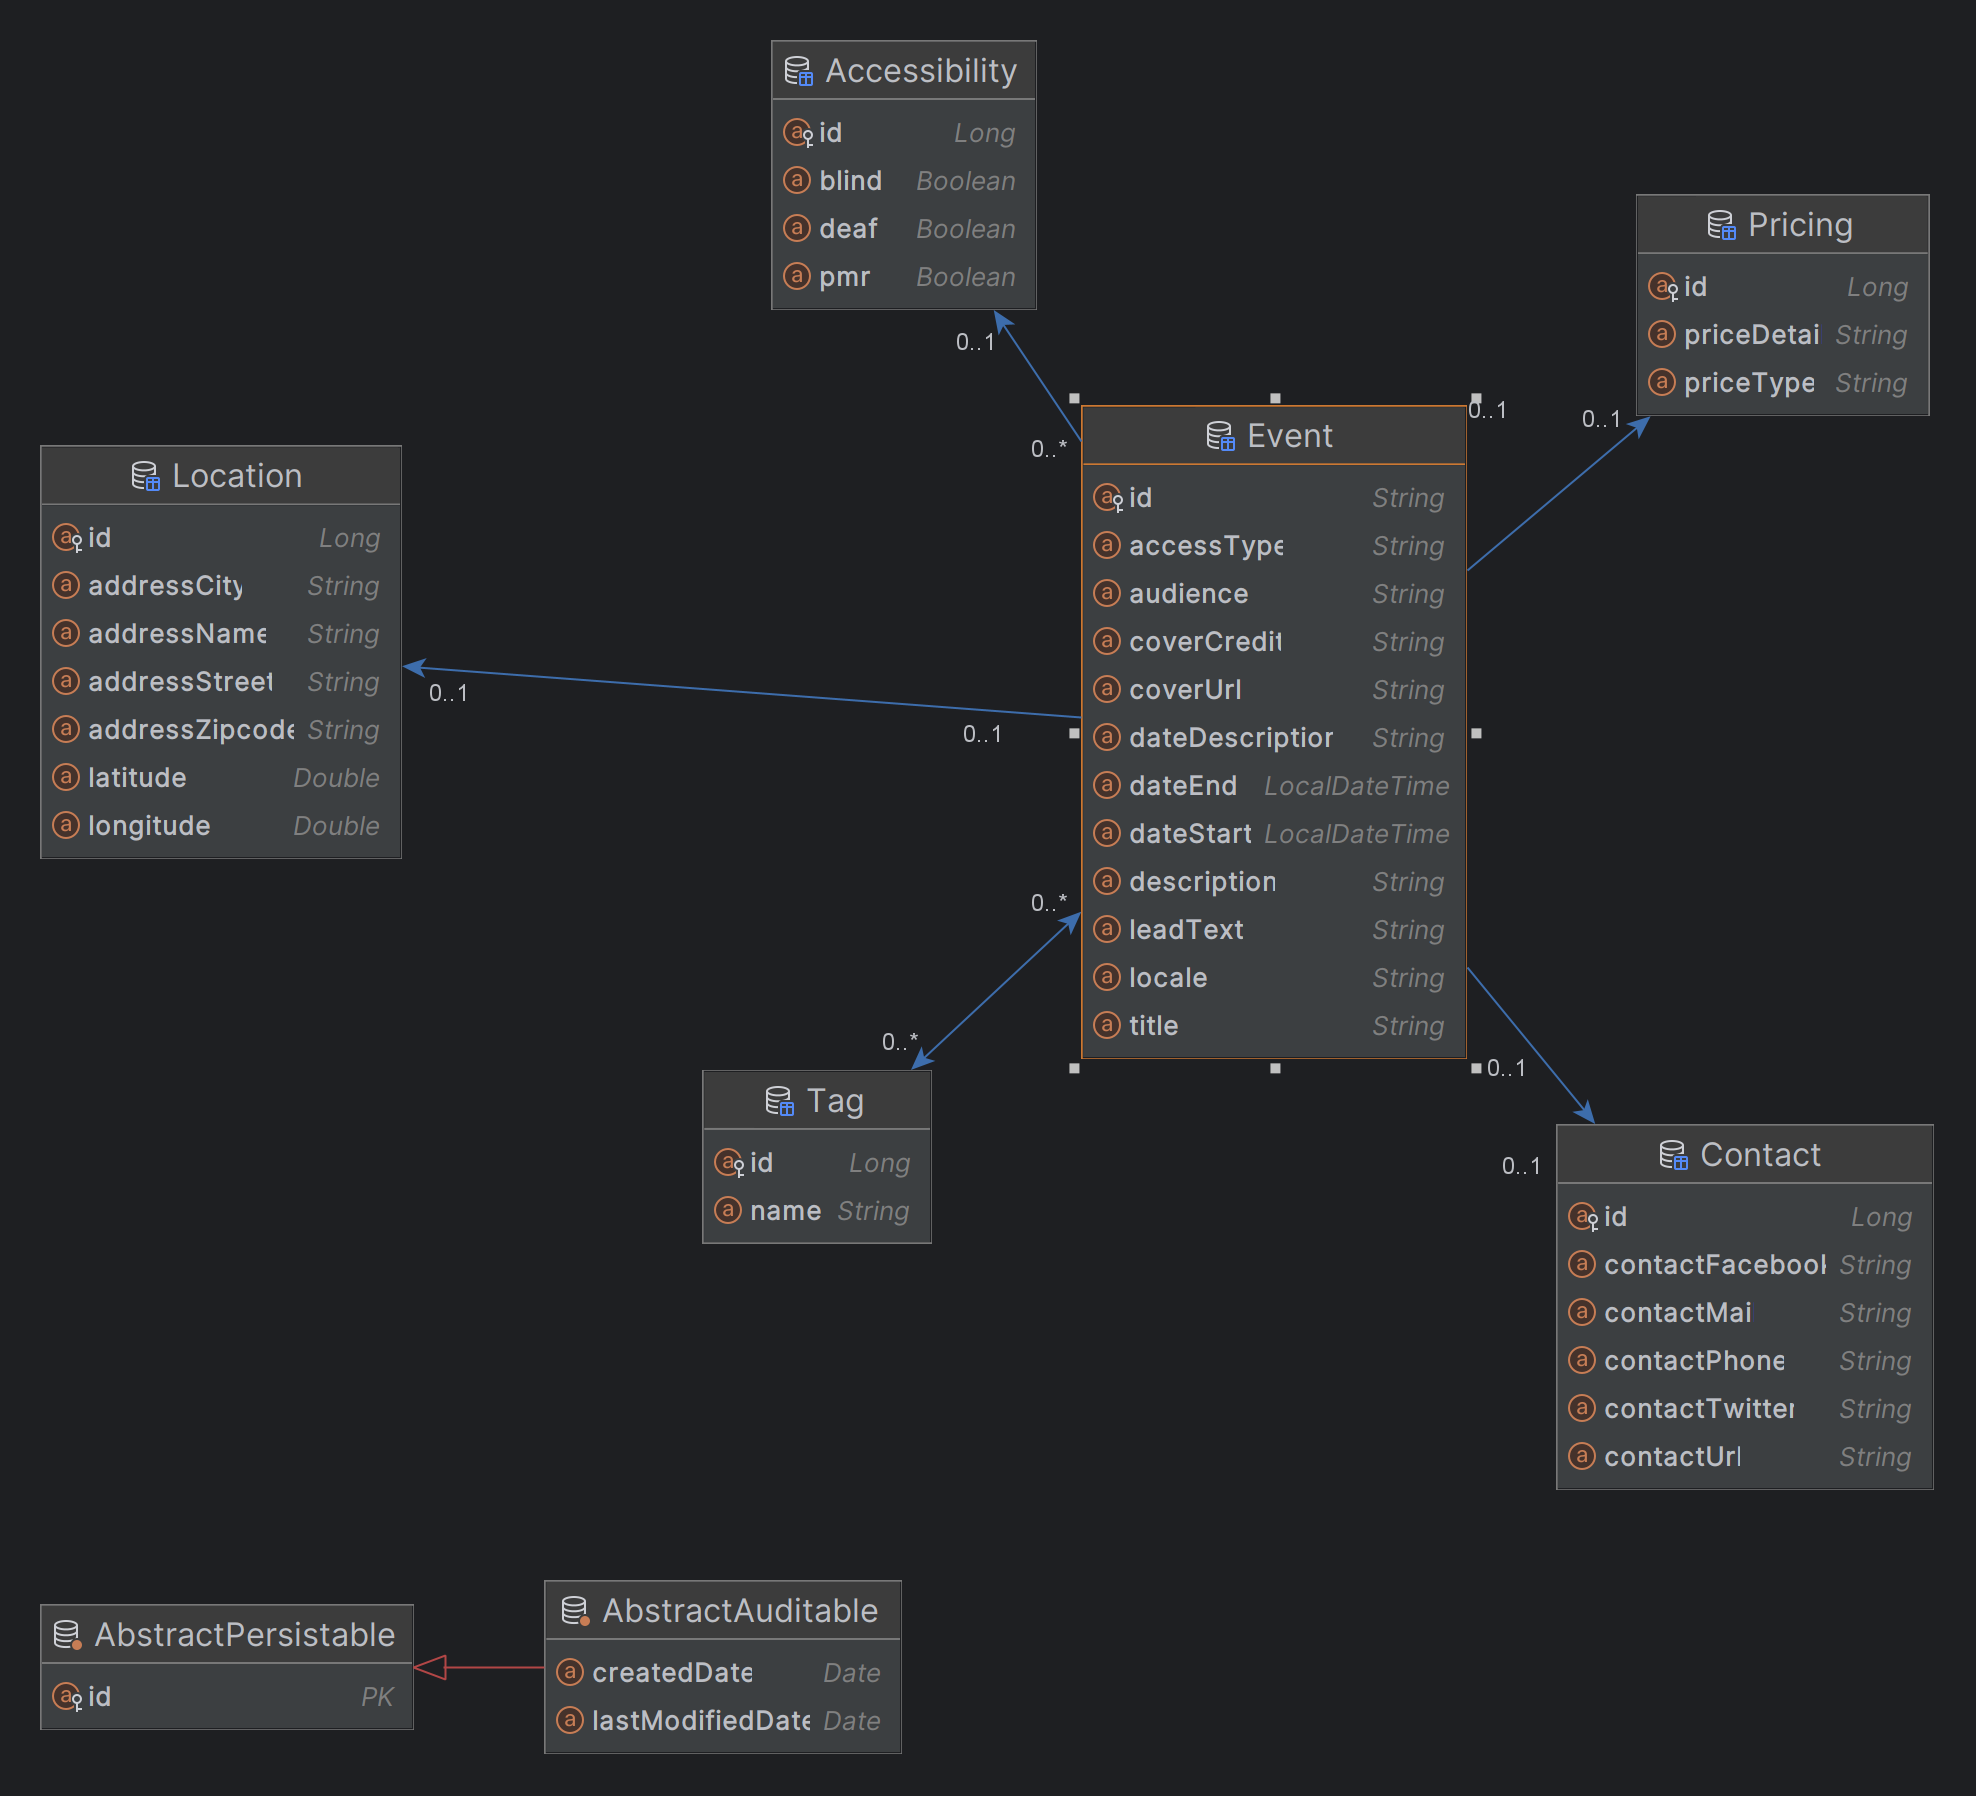 Accessibility
id Long
blind Boolean
deaf Boolean
pmr Boolean
0..1
Pricing
id Long
priceDetai String
priceType String
0..1
0..1
0..*
Event
id String
accessType String
audience String
coverCredit String
coverUrl String
dateDescription String
dateEnd LocalDateTime
dateStart LocalDateTime
description String
leadText String
locale String
title String
Location
id Long
addressCity String
addressName String
addressStreet String
addressZipcode String
latitude Double
longitude Double
0..1
0..1
0..*
0..*
Tag
id Long
name String
0..1
0..1
Contact
id Long
contactFacebook String
contactMai String
contactPhone String
contactTwitter String
contactUrl String
AbstractPersistable
id PK
AbstractAuditable
createdDate Date
lastModifiedDate Date